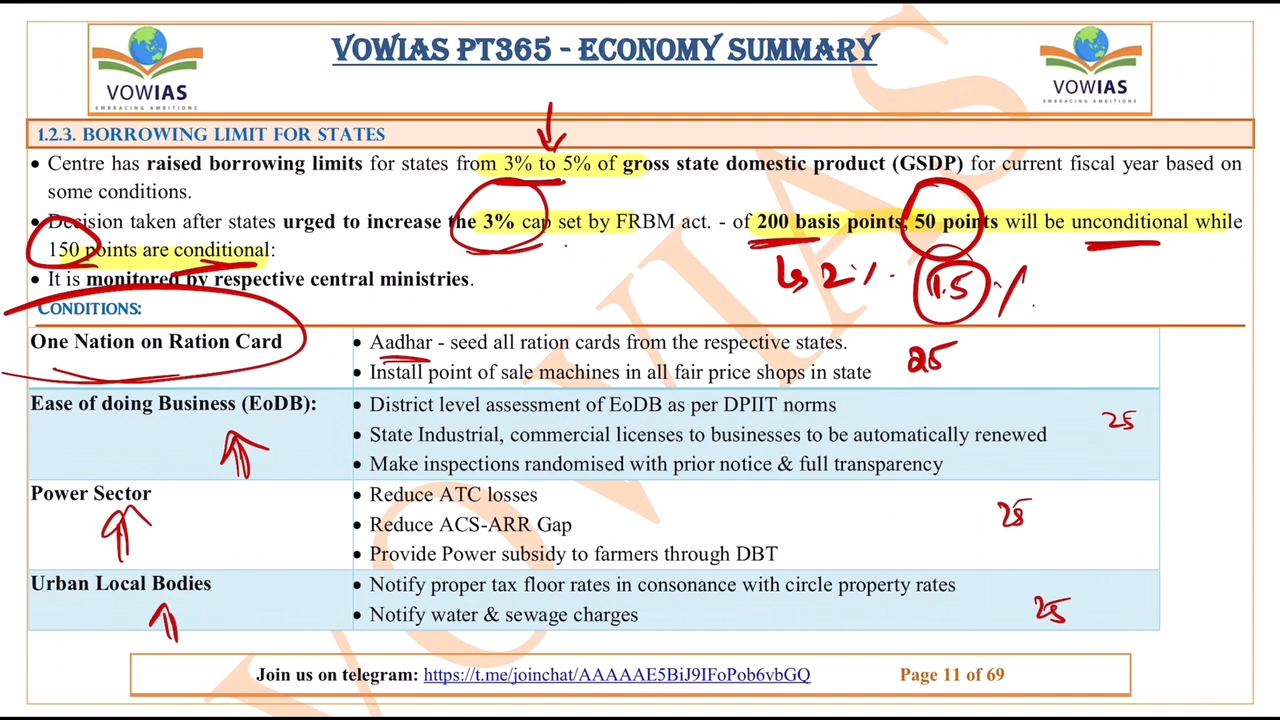 VOWIAS PT365 - ECONOMY SUMMARY
VOWIAS
EMBRACING AMBITIONS
VOWIAS
EMBRACING AMBITIONS
1.2.3. BORROWING LIMIT FOR STATES
• Centre has raised borrowing limits for states from 3% to 5% of gross state domestic product (GSDP) for current fiscal year based on
some conditions.
• Decision taken after states urged to increase the 3% cap set by FRBM act. - of 200 basis points, 50 points will be unconditional while
150 points are conditional:
• It is monitored by respective central ministries.
2%
1.5 %
CONDITIONS:
One Nation on Ration Card
• Aadhar - seed all ration cards from the respective states.
• Install point of sale machines in all fair price shops in state
25
Ease of doing Business (EoDB):
• District level assessment of EoDB as per DPIIT norms
• State Industrial, commercial licenses to businesses to be automatically renewed
• Make inspections randomised with prior notice & full transparency
25
Power Sector
• Reduce ATC losses
• Reduce ACS-ARR Gap
• Provide Power subsidy to farmers through DBT
25
Urban Local Bodies
• Notify proper tax floor rates in consonance with circle property rates
• Notify water & sewage charges
25
VOWIAS
Join us on telegram: https://t.me/joinchat/AAAAAE5BiJ9IFoPob6vbGQ
Page 11 of 69